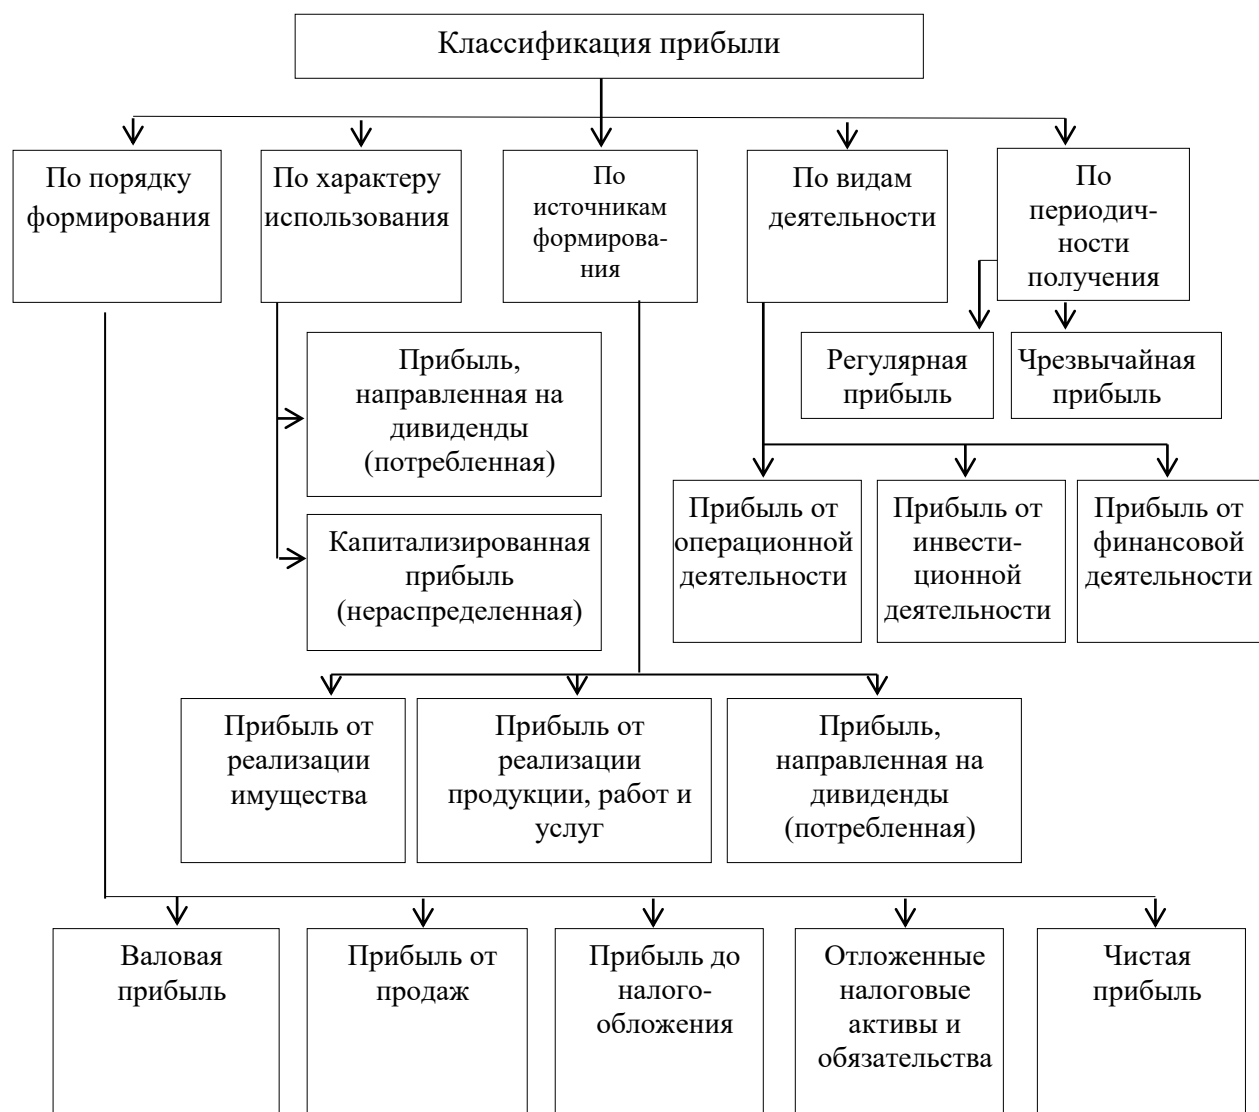 Классификация прибыли
По порядку
формирования
По характеру
использования
По
источникам
формирова-
ния
По видам
деятельности
По
периодич-
ности
получения
Регулярная
прибыль
Чрезвычайная
прибыль
Прибыль,
направленная на
дивиденды
(потребленная)
Капитализированная
прибыль
(нераспределенная)
Прибыль от
операционной
деятельности
Прибыль от
инвести-
ционной
деятельности
Прибыль от
финансовой
деятельности
Прибыль от
реализации
имущества
Прибыль от
реализации
продукции, работ и
услуг
Прибыль,
направленная на
дивиденды
(потребленная)
Валовая
прибыль
Прибыль от
продаж
Прибыль до
налого-
обложения
Отложенные
налоговые
активы и
обязательства
Чистая
прибыль